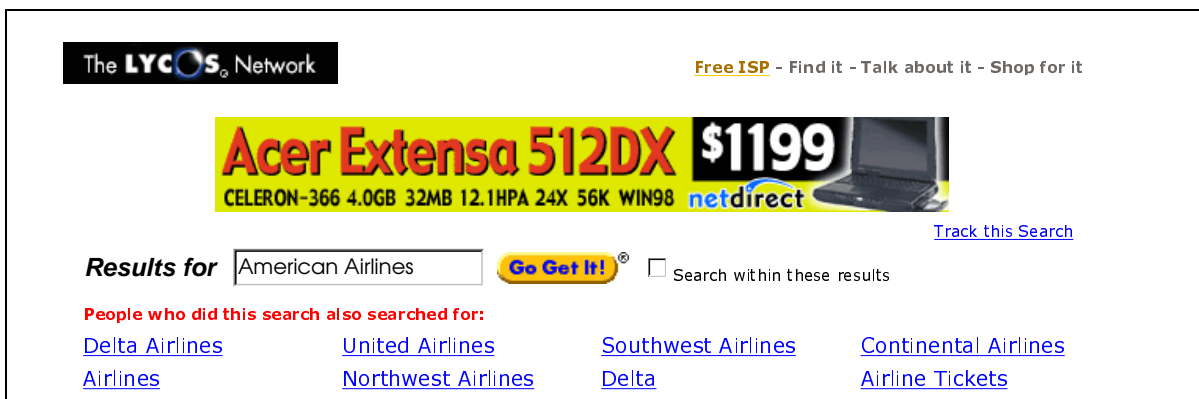 The LYCOS® Network
Free ISP - Find it - Talk about it - Shop for it
Acer Extensa 512DX $1199
CELERON-366 4.0GB 32MB 12.1HPA 24X 56K WIN98 netdirect
Track this Search
Results for American Airlines Go Get It!® Search within these results
People who did this search also searched for:
Delta Airlines United Airlines Southwest Airlines Continental Airlines
Airlines Northwest Airlines Delta Airline Tickets